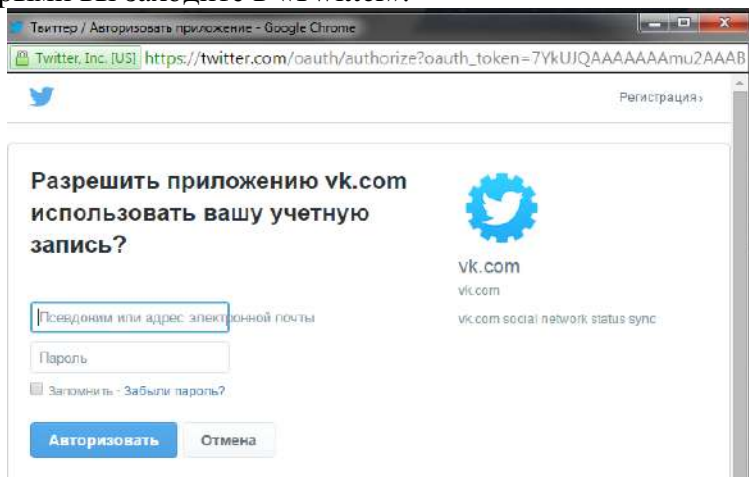 Твиттер / Авторизовать приложение - Google Chrome
Twitter, Inc. [US] https://twitter.com/oauth/authorize?oauth_token=7YkUJQAAAAAAAmu2AAAB
Регистрация›
Разрешить приложению vk.com
использовать вашу учетную
запись?
vk.com
vk.com
vk.com social network status sync
Псевдоним или адрес электронной почты
Пароль
Запомнить · Забыли пароль?
Авторизовать Отмена